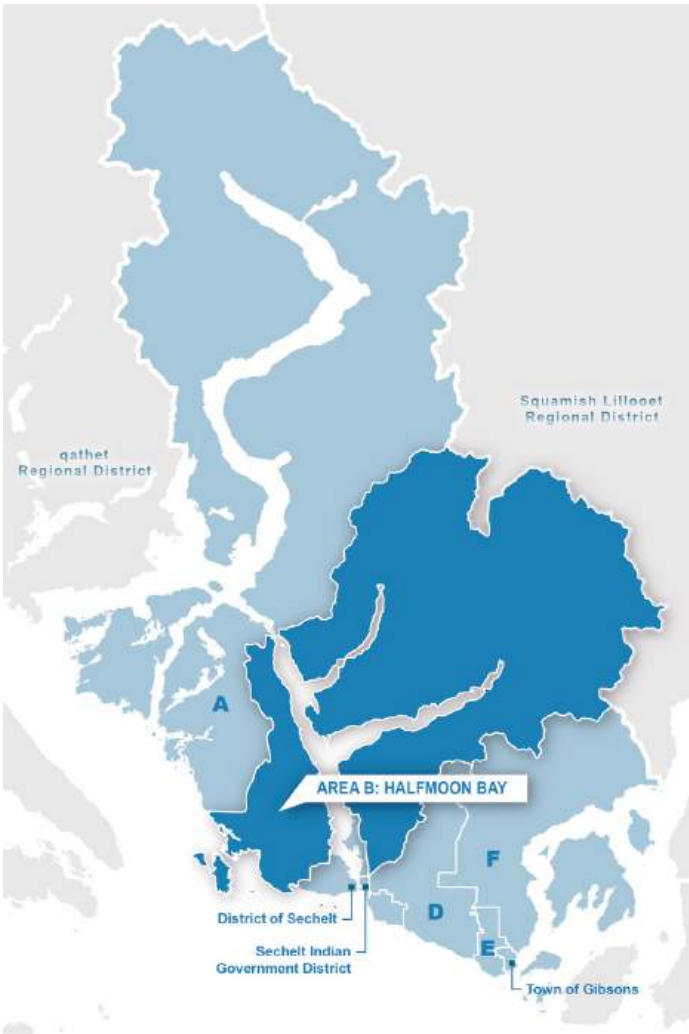 Squamish Lillooet
Regional District
qathet
Regional District
A
AREA B: HALFMOON BAY
F
D
District of Sechelt
E
Sechelt Indian
Government District
Town of Gibsons